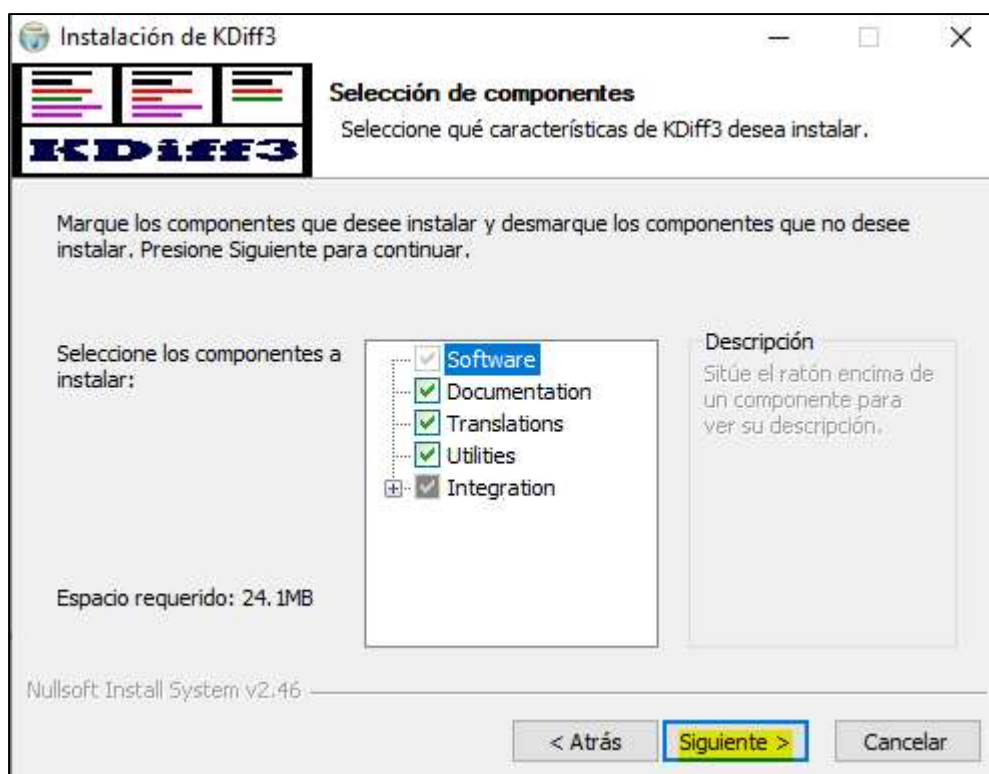 Instalación de KDiff3
KDiff3
Selección de componentes
Seleccione qué características de KDiff3 desea instalar.
Marque los componentes que desee instalar y desmarque los componentes que no desee
instalar. Presione Siguiente para continuar.
Seleccione los componentes a
instalar:
Software
Documentation
Translations
Utilities
Integration
Descripción
Sitúe el ratón encima de
un componente para
ver su descripción.
Espacio requerido: 24.1MB
Nullsoft Install System v2.46
< Atrás
Siguiente >
Cancelar